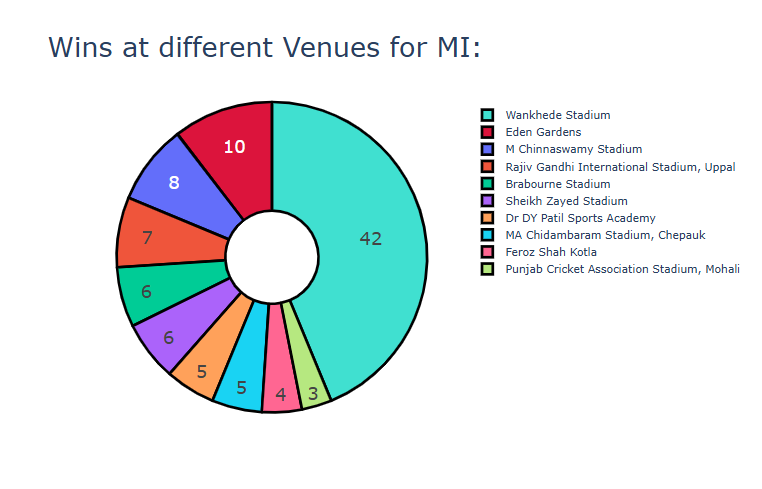 Wins at different Venues for MI:
Wankhede Stadium
Eden Gardens
M Chinnaswamy Stadium
Rajiv Gandhi International Stadium, Uppal
Brabourne Stadium
Sheikh Zayed Stadium
Dr DY Patil Sports Academy
MA Chidambaram Stadium, Chepauk
Feroz Shah Kotla
Punjab Cricket Association Stadium, Mohali
10
8
42
7
6
6
5
5
4
3